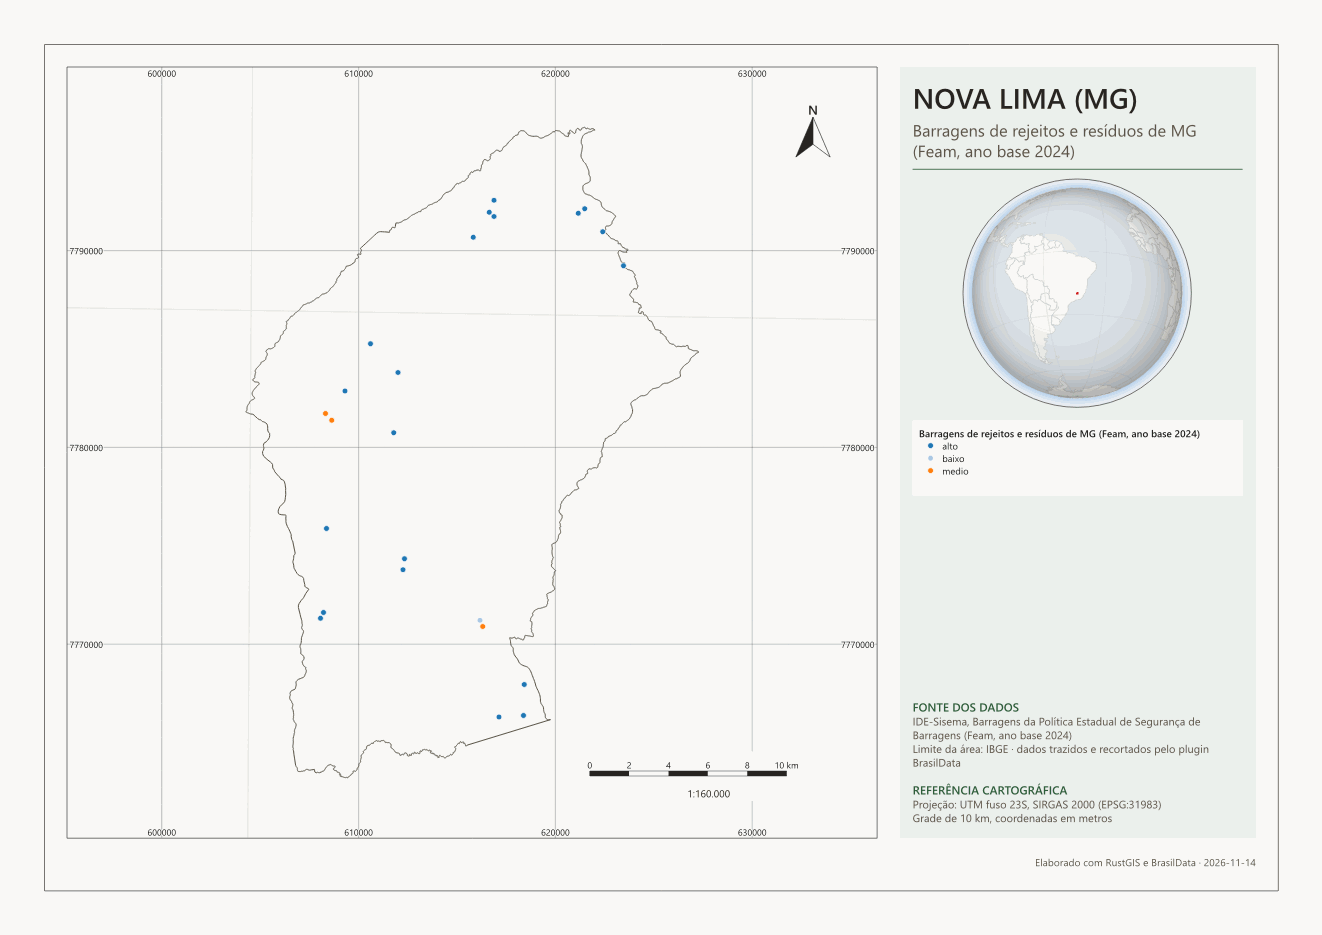 600000
610000
620000
630000
N
7790000
7790000
7780000
7780000
7770000
7770000
0 2 4 6 8 10 km
1:160.000
600000
610000
620000
630000
NOVA LIMA (MG)
Barragens de rejeitos e resíduos de MG
(Feam, ano base 2024)
Barragens de rejeitos e resíduos de MG (Feam, ano base 2024)
alto
baixo
medio
FONTE DOS DADOS
IDE-Sisema, Barragens da Política Estadual de Segurança de
Barragens (Feam, ano base 2024)
Limite da área: IBGE · dados trazidos e recortados pelo plugin
BrasilData
REFERÊNCIA CARTOGRÁFICA
Projeção: UTM fuso 23S, SIRGAS 2000 (EPSG:31983)
Grade de 10 km, coordenadas em metros
Elaborado com RustGIS e BrasilData · 2026-11-14